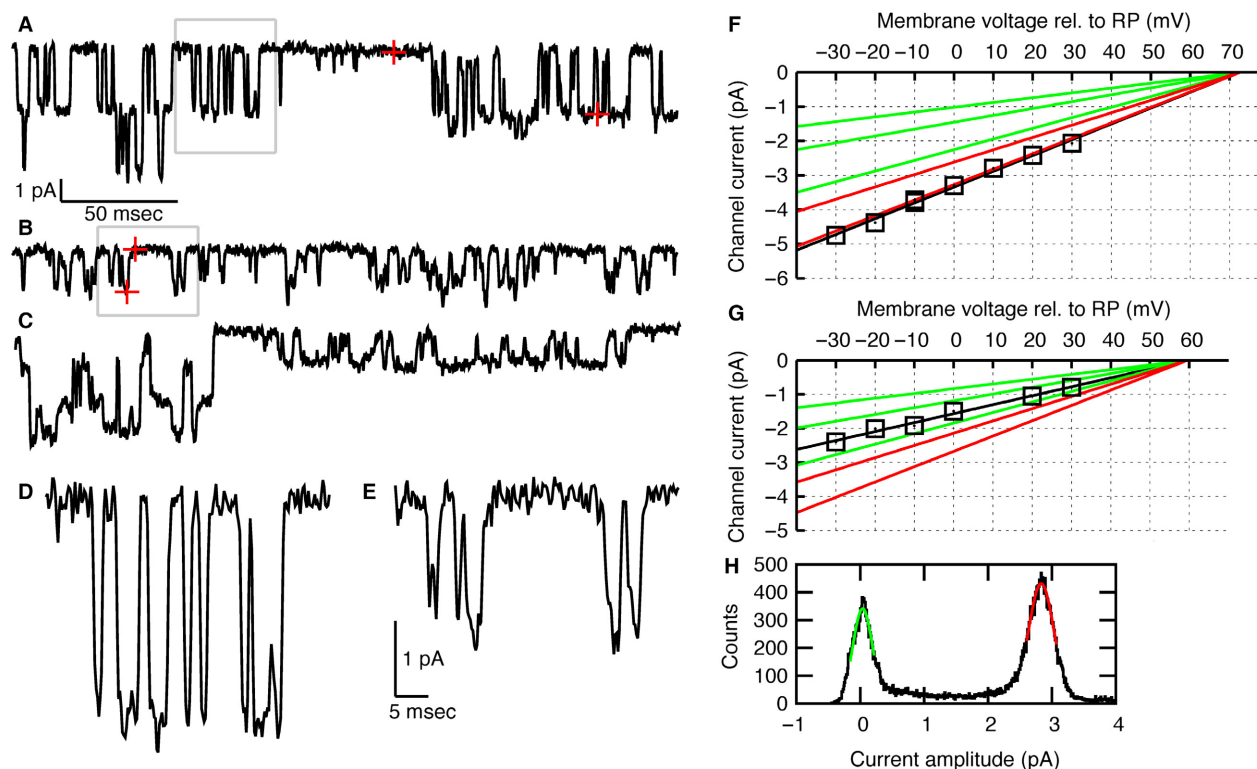 A
1 pA
50 msec
B
C
D
E
1 pA
5 msec
F
Membrane voltage rel. to RP (mV)
−30 −20 −10 0 10 20 30 40 50 60 70
0
−1
−2
−3
−4
−5
−6
Channel current (pA)
G
Membrane voltage rel. to RP (mV)
−30 −20 −10 0 10 20 30 40 50 60
0
−1
−2
−3
−4
−5
Channel current (pA)
H
500
400
300
200
100
0
Counts
−1 0 1 2 3 4
Current amplitude (pA)